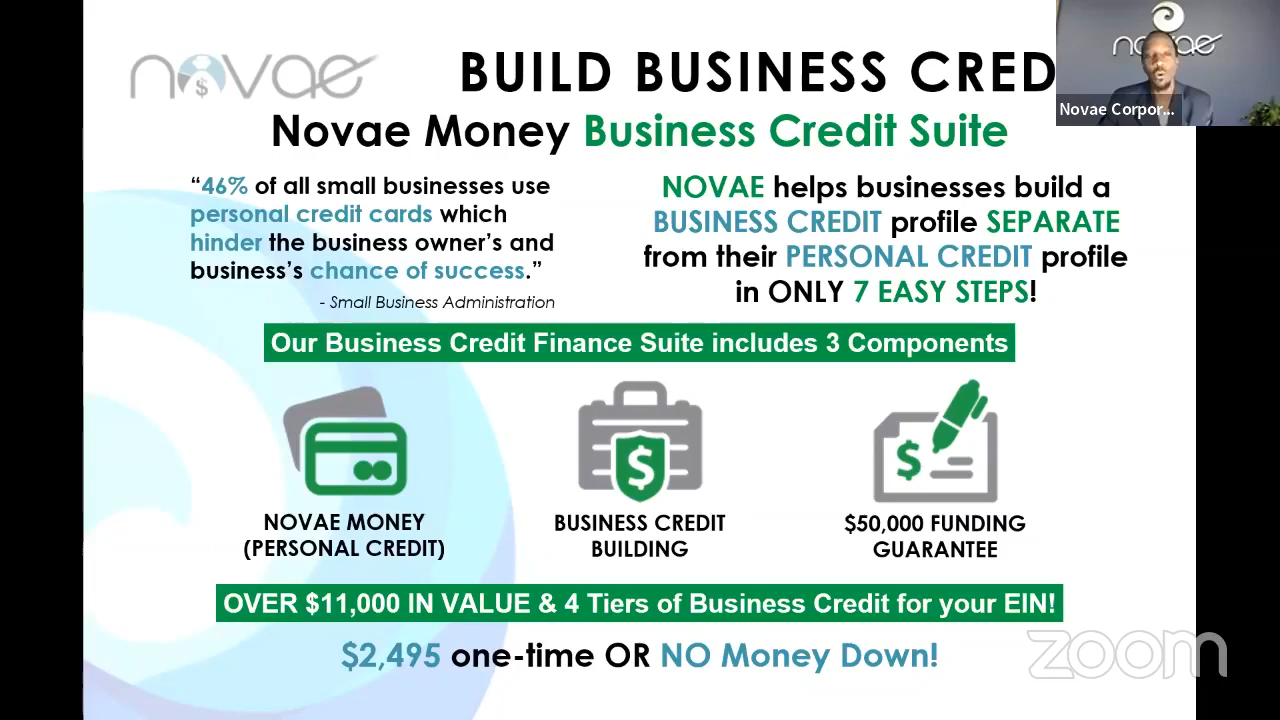 novae
BUILD BUSINESS CRED
novae
Novae Corpor...
Novae Money Business Credit Suite
“46% of all small businesses use
personal credit cards which
hinder the business owner’s and
business’s chance of success.”
- Small Business Administration
NOVAE helps businesses build a
BUSINESS CREDIT profile SEPARATE
from their PERSONAL CREDIT profile
in ONLY 7 EASY STEPS!
Our Business Credit Finance Suite includes 3 Components
$
$
NOVAE MONEY
(PERSONAL CREDIT)
BUSINESS CREDIT
BUILDING
$50,000 FUNDING
GUARANTEE
OVER $11,000 IN VALUE & 4 Tiers of Business Credit for your EIN!
$2,495 one-time OR NO Money Down!
zoom